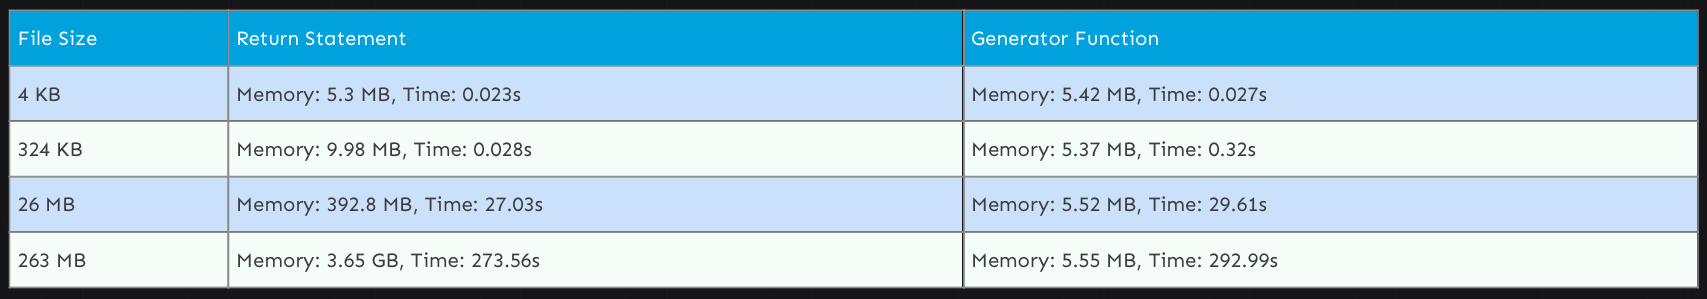 File Size Return Statement Generator Function
4 KB Memory: 5.3 MB, Time: 0.023s Memory: 5.42 MB, Time: 0.027s
324 KB Memory: 9.98 MB, Time: 0.028s Memory: 5.37 MB, Time: 0.32s
26 MB Memory: 392.8 MB, Time: 27.03s Memory: 5.52 MB, Time: 29.61s
263 MB Memory: 3.65 GB, Time: 273.56s Memory: 5.55 MB, Time: 292.99s